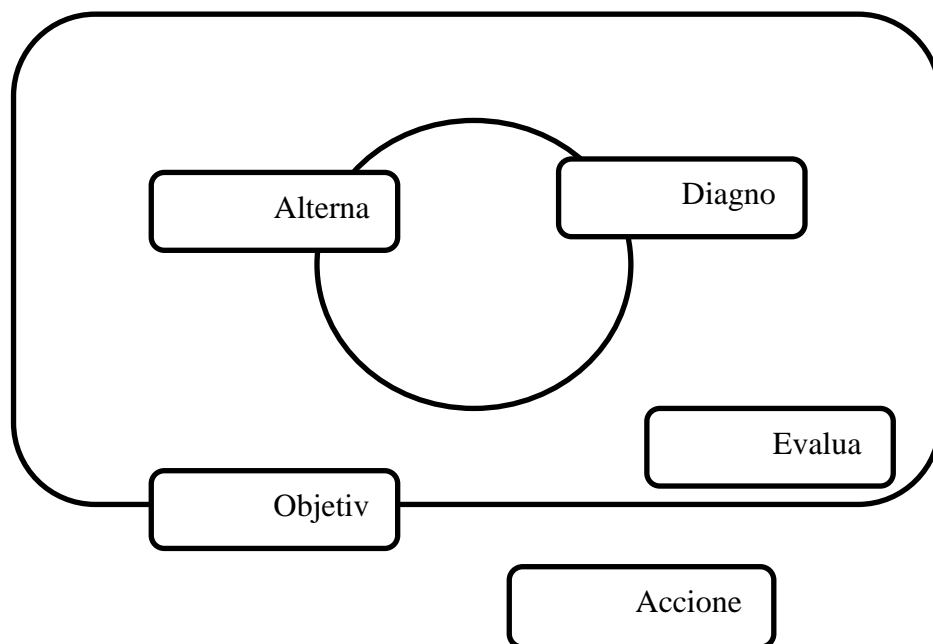 Diagno
Alterna
Evalua
Objetiv
Accione